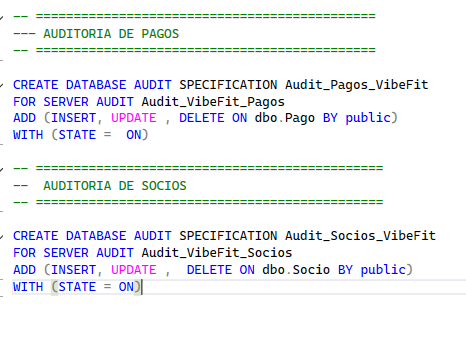 -- =============================================
--- AUDITORIA DE PAGOS
-- =============================================
CREATE DATABASE AUDIT SPECIFICATION Audit_Pagos_VibeFit
FOR SERVER AUDIT Audit_VibeFit_Pagos
ADD (INSERT, UPDATE , DELETE ON dbo.Pago BY public)
WITH (STATE =  ON)
-- ==============================================
--  AUDITORIA DE SOCIOS
-- ==============================================
CREATE DATABASE AUDIT SPECIFICATION Audit_Socios_VibeFit
FOR SERVER AUDIT Audit_VibeFit_Socios
ADD (INSERT, UPDATE ,  DELETE ON dbo.Socio BY public)
WITH (STATE = ON)